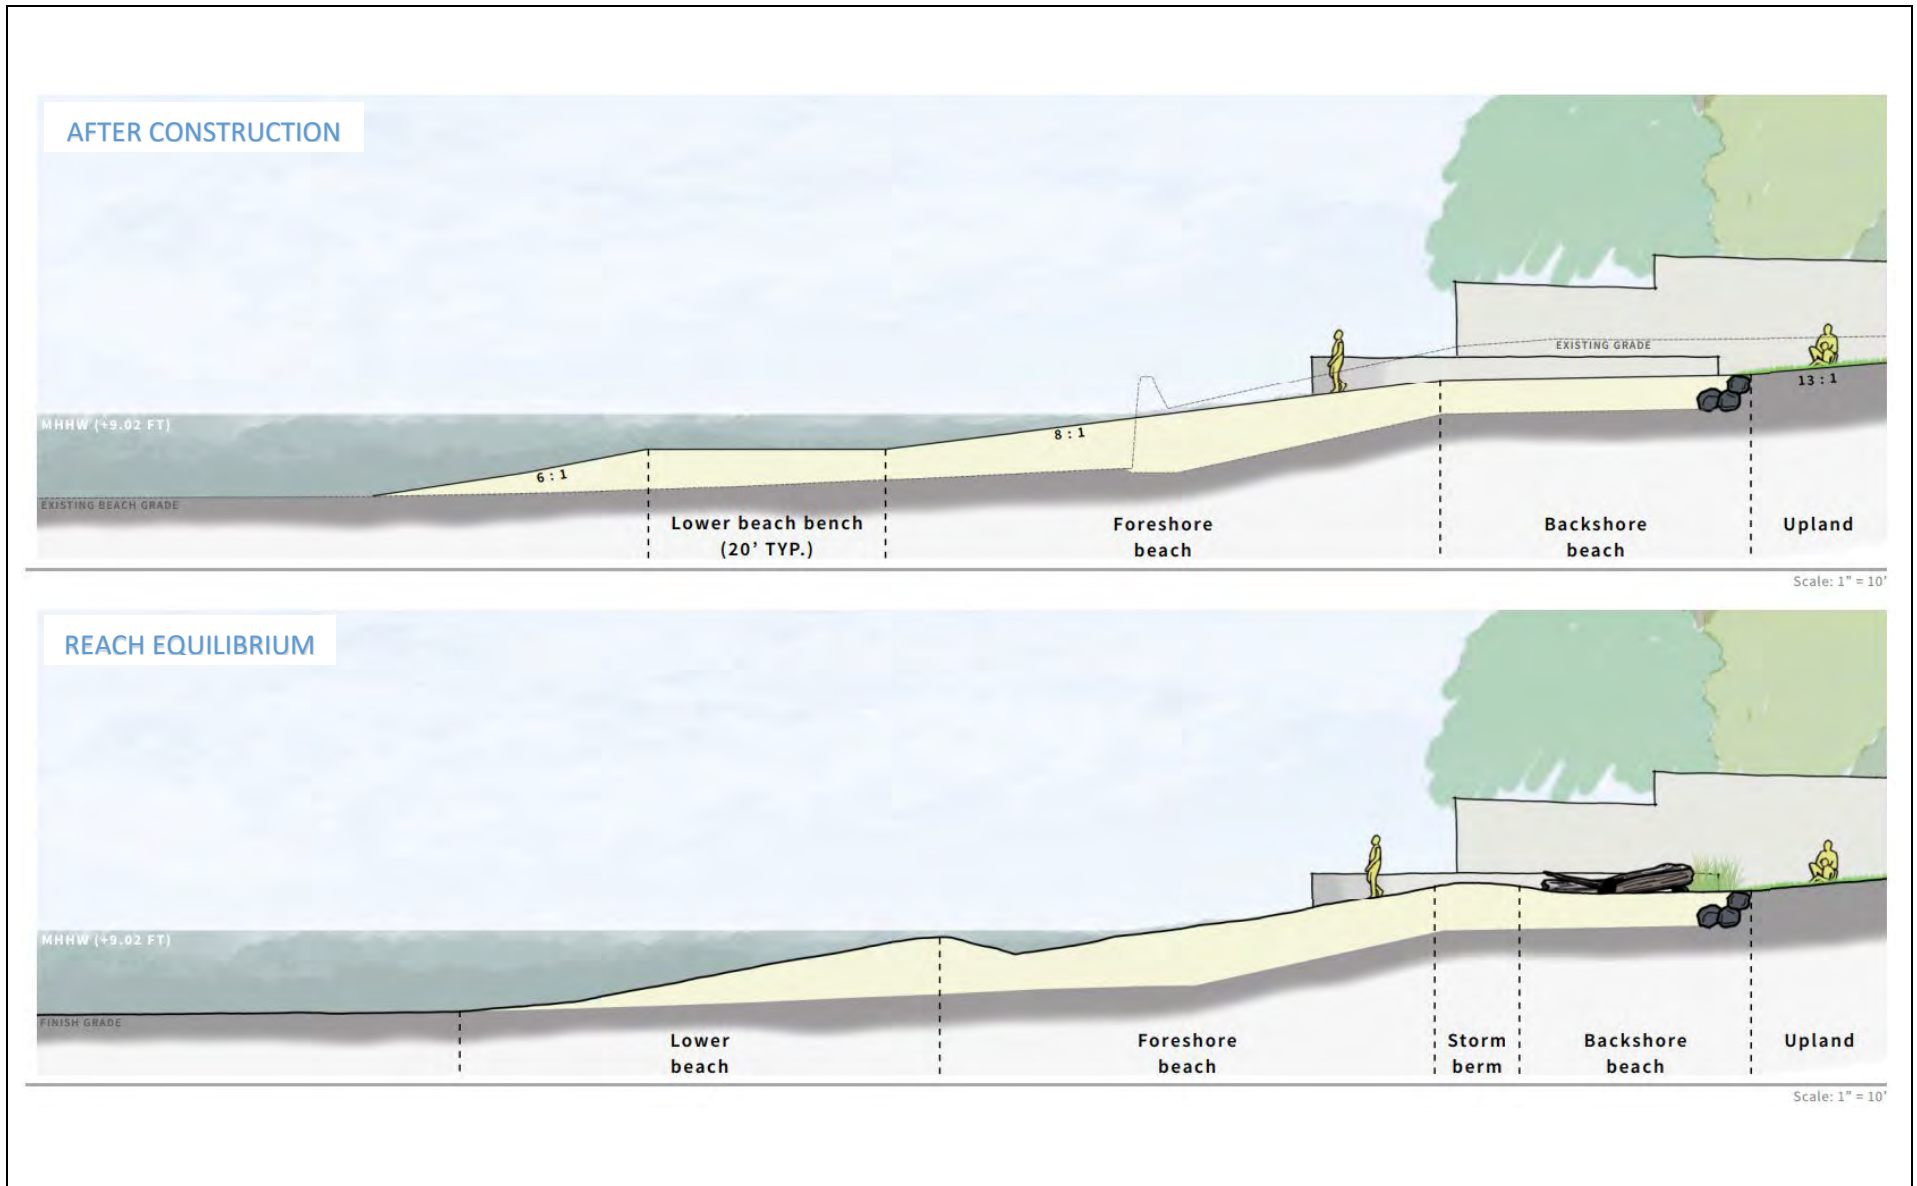 AFTER CONSTRUCTION
EXISTING GRADE
13 : 1
MHHW (+9.02 FT)
8 : 1
6 : 1
EXISTING BEACH GRADE
Lower beach bench
(20’ TYP.)
Foreshore
beach
Backshore
beach
Upland
Scale: 1” = 10’
REACH EQUILIBRIUM
MHHW (+9.02 FT)
FINISH GRADE
Lower
beach
Foreshore
beach
Storm
berm
Backshore
beach
Upland
Scale: 1” = 10’